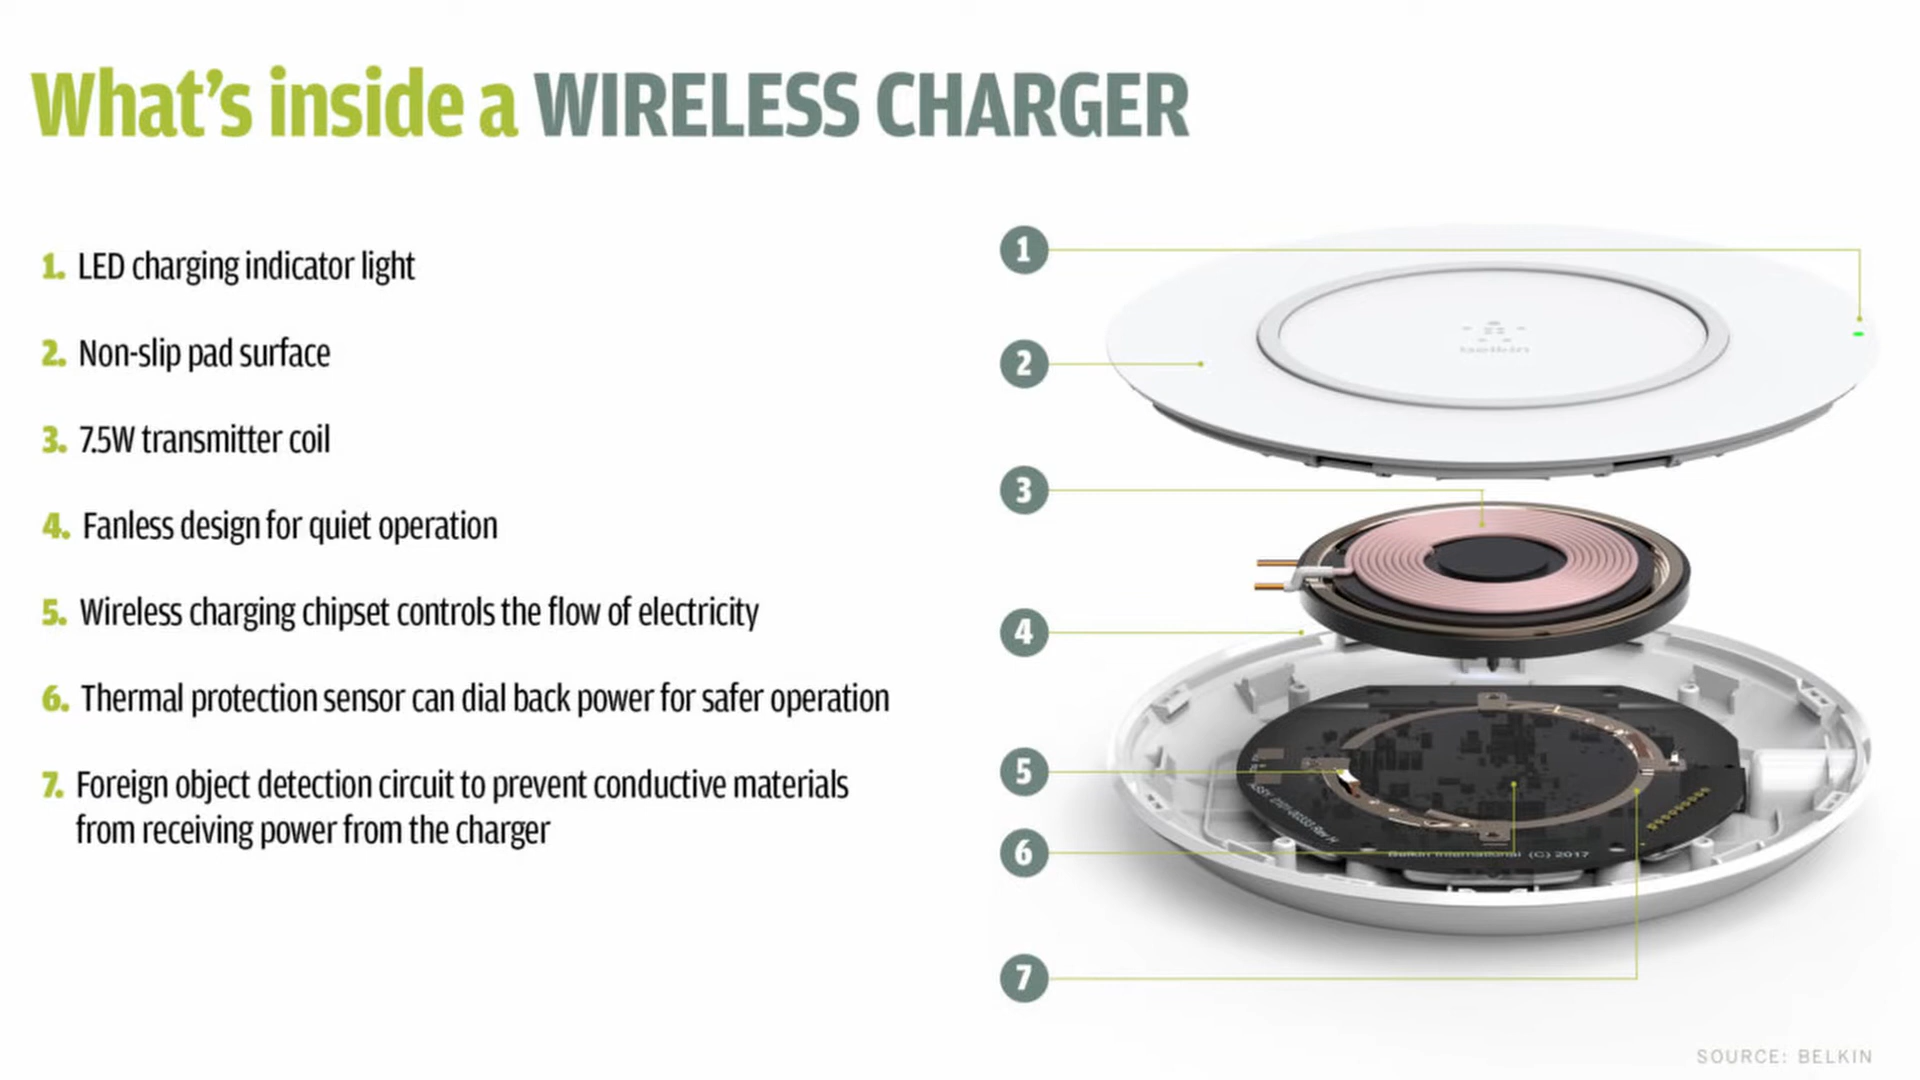 What's inside a WIRELESS CHARGER
1. LED charging indicator light
2. Non-slip pad surface
3. 7.5W transmitter coil
4. Fanless design for quiet operation
5. Wireless charging chipset controls the flow of electricity
6. Thermal protection sensor can dial back power for safer operation
7. Foreign object detection circuit to prevent conductive materials
from receiving power from the charger
1
2
belkin
3
4
5
6
Belkin International (C) 2017
7
SOURCE: BELKIN